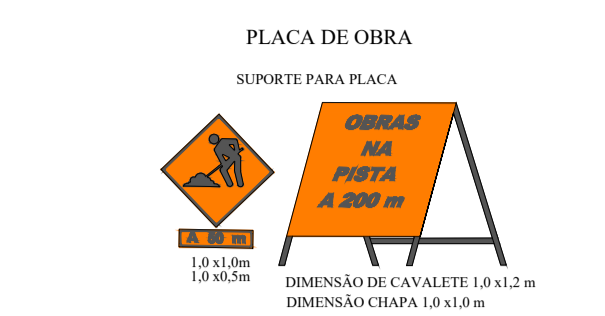 PLACA DE OBRA
SUPORTE PARA PLACA
OBRAS
NA
PISTA
A 200 m
A 50 m
1,0 x1,0m
1,0 x0,5m
DIMENSÃO DE CAVALETE 1,0 x1,2 m
DIMENSÃO CHAPA 1,0 x1,0 m